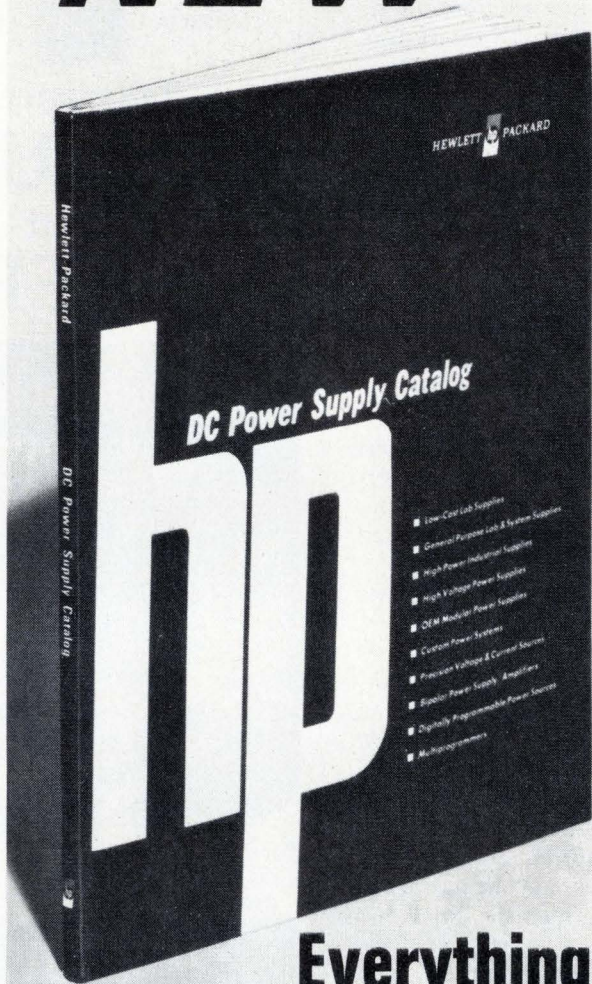 HEWLETT hp PACKARD
Hewlett Packard
DC Power Supply Catalog
DC Power Supply Catalog
hp
■ Low-Cost Lab Supplies
■ General Purpose Lab & System Supplies
■ High Power Industrial Supplies
■ High Voltage Power Supplies
■ OEM Modular Power Supplies
■ Custom Power Systems
■ Precision Voltage & Current Sources
■ Bipolar Power Supply Amplifiers
■ Digitally Programmable Power Sources
■ Multiprogrammers
Everything